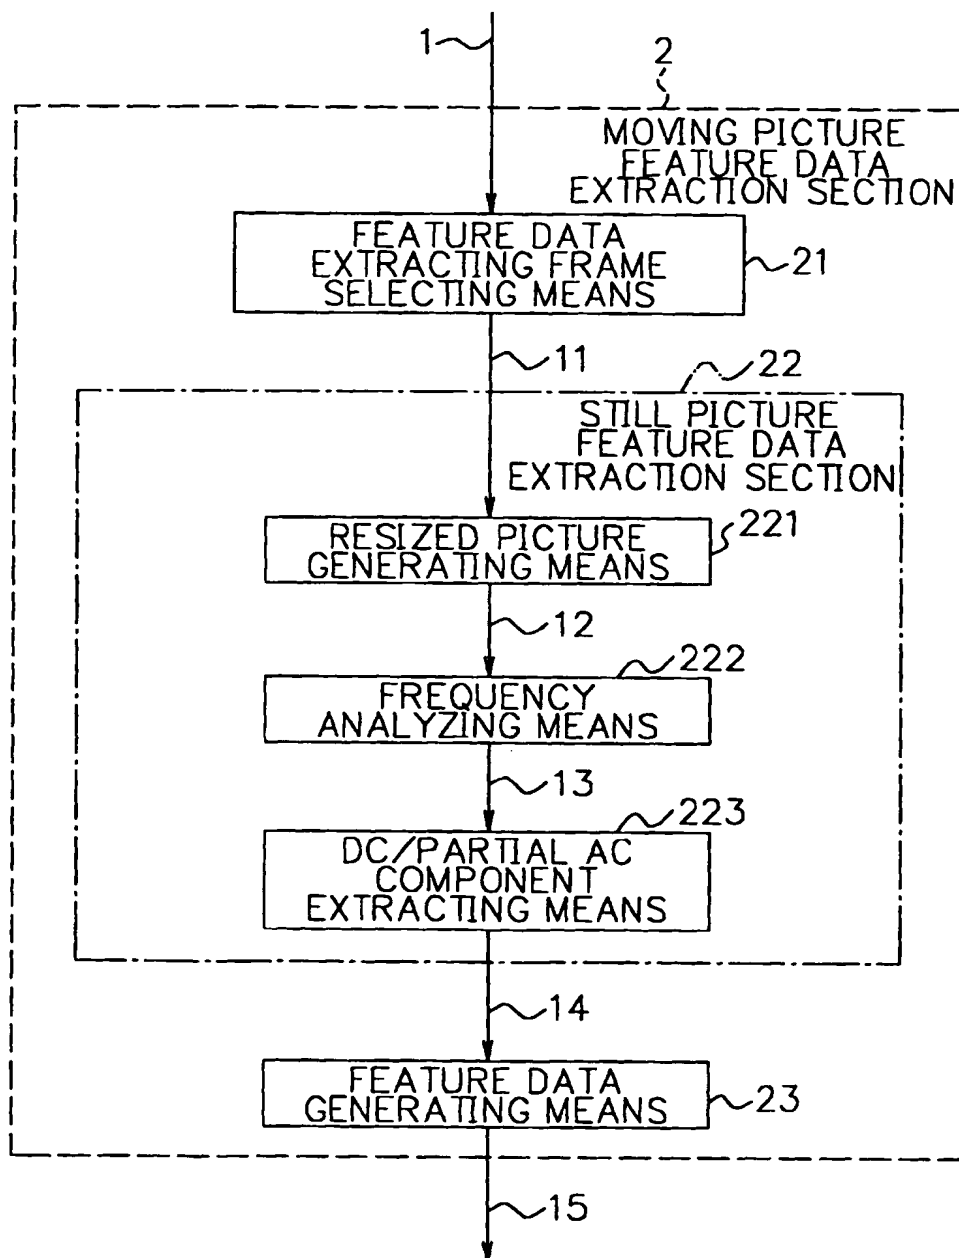 1
2
MOVING PICTURE
FEATURE DATA
EXTRACTION SECTION
FEATURE DATA
EXTRACTING FRAME
SELECTING MEANS
21
11
22
STILL PICTURE
FEATURE DATA
EXTRACTION SECTION
RESIZED PICTURE
GENERATING MEANS
221
12
222
FREQUENCY
ANALYZING MEANS
13
223
DC/PARTIAL AC
COMPONENT
EXTRACTING MEANS
14
FEATURE DATA
GENERATING MEANS
23
15